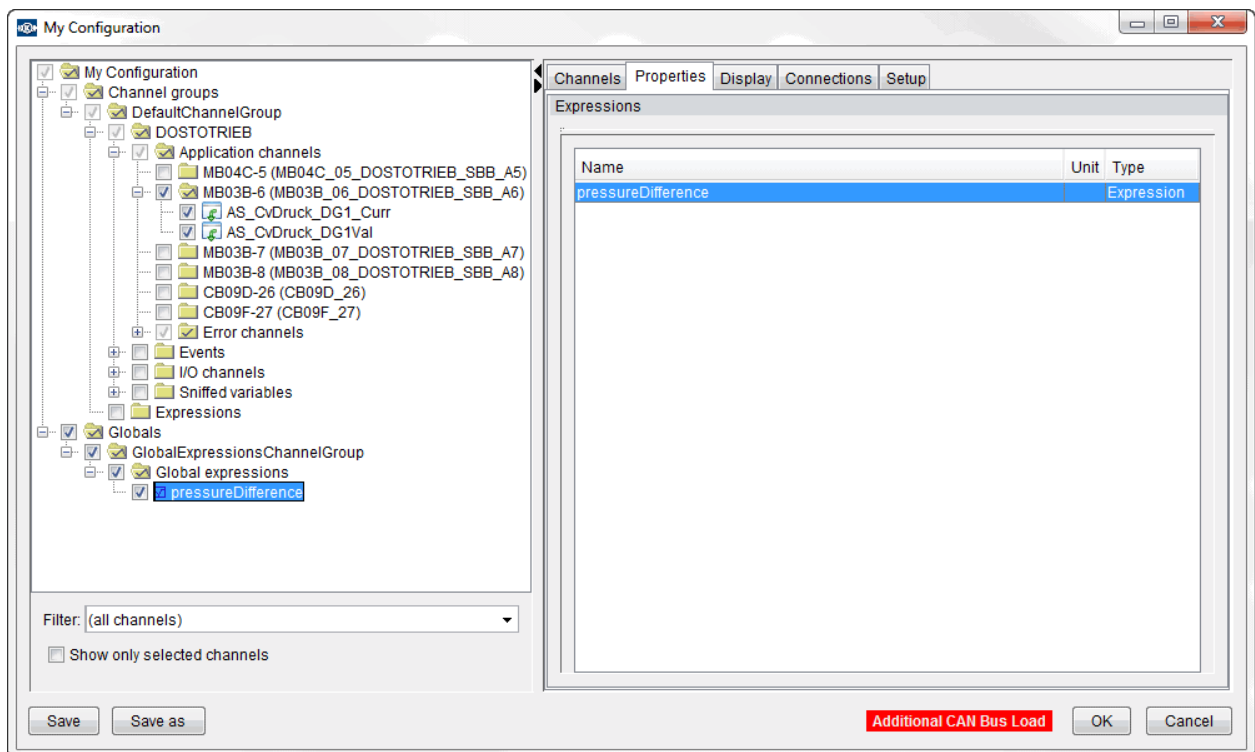 My Configuration
My Configuration
Channel groups
DefaultChannelGroup
DOSTOTRIEB
Application channels
MB04C-5 (MB04C_05_DOSTOTRIEB_SBB_A5)
MB03B-6 (MB03B_06_DOSTOTRIEB_SBB_A6)
AS_CvDruck_DG1_Curr
AS_CvDruck_DG1Val
MB03B-7 (MB03B_07_DOSTOTRIEB_SBB_A7)
MB03B-8 (MB03B_08_DOSTOTRIEB_SBB_A8)
CB09D-26 (CB09D_26)
CB09F-27 (CB09F_27)
Error channels
Events
I/O channels
Sniffed variables
Expressions
Globals
GlobalExpressionsChannelGroup
Global expressions
pressureDifference
Filter: (all channels)
Show only selected channels
Channels Properties Display Connections Setup
Expressions
Name Unit Type
pressureDifference Expression
Save Save as Additional CAN Bus Load OK Cancel